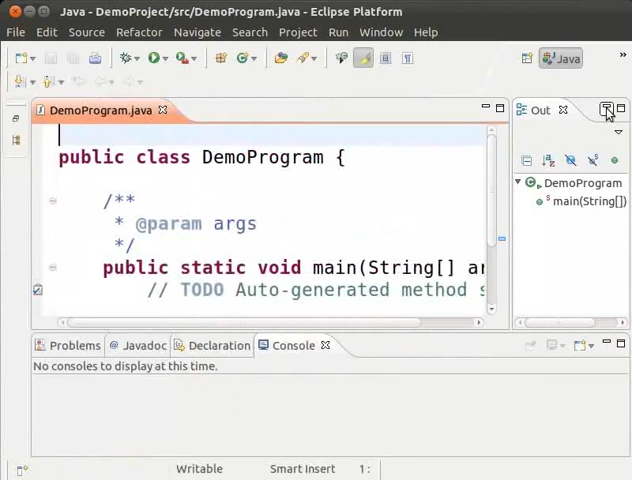 Java - DemoProject/src/DemoProgram.java - Eclipse Platform
File Edit Source Refactor Navigate Search Project Run Window Help
Java
»
DemoProgram.java
Out
public class DemoProgram {
DemoProgram
/**
main(String[])
* @param args
*/
public static void main(String[] ar
// TODO Auto-generated method s
Problems @ Javadoc Declaration Console
No consoles to display at this time.
Writable Smart Insert 1 :